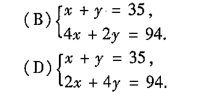 (B) { x + y = 35,
4x + 2y = 94.
(D) { x + y = 35,
2x + 4y = 94.